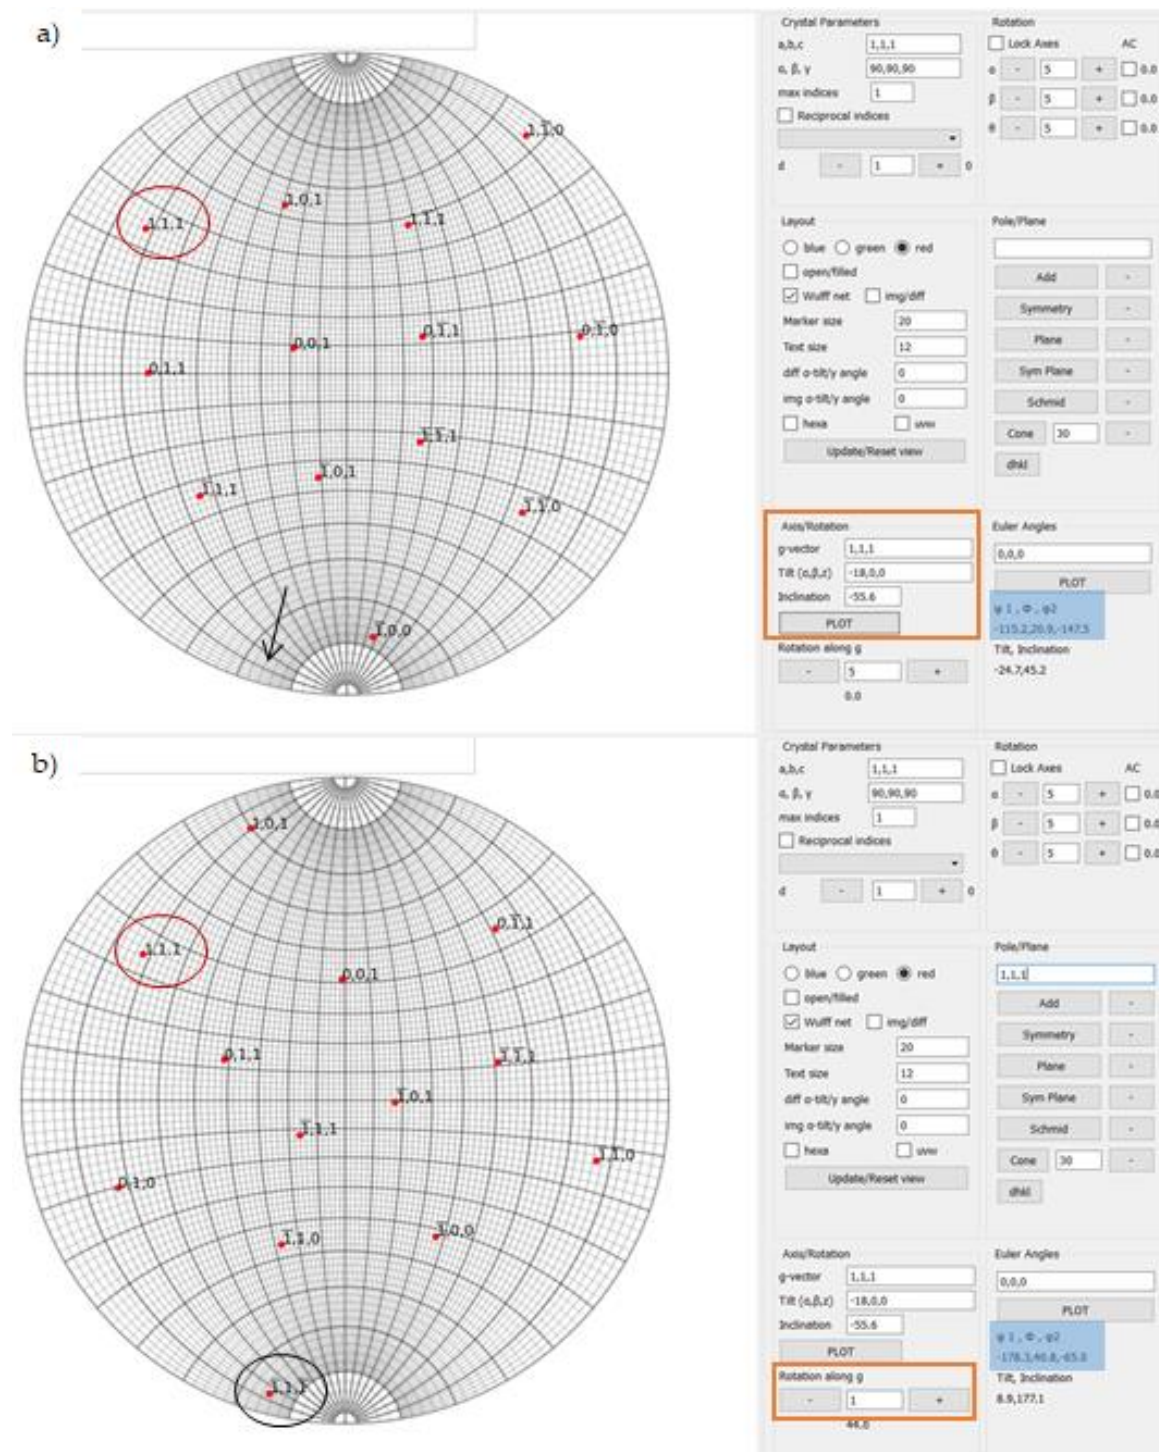 a)
1,1̅,0
1,0,1
1,1,1
1,1̅,1
0,1̅,1
0,1̅,0
0,0,1
0,1,1
1̅,1̅,1
1̅,0,1
1̅,1,1
1̅,1̅,0
1̅,0,0
Crystal Parameters
a,b,c 1,1,1
α, β, γ 90,90,90
max indices 1
Reciprocal indices
d - 1 + 0
Rotation
Lock Axes AC
α - 5 + 0.0
β - 5 + 0.0
θ - 5 + 0.0
Layout
blue green red
open/filled
Wulff net img/diff
Marker size 20
Text size 12
diff α-tilt/y angle 0
img α-tilt/y angle 0
hexa uvw
Update/Reset view
Pole/Plane
Add -
Symmetry -
Plane -
Sym Plane -
Schmid -
Cone 30 -
dhkl
Axis/Rotation
g-vector 1,1,1
Tilt (α,β,z) -18,0,0
Inclination -55.6
PLOT
Rotation along g
- 5 +
0.0
Euler Angles
0,0,0
PLOT
φ 1 , Φ , φ2
-115.2,20.9,-147.5
Tilt, Inclination
-24.7,45.2
b)
1,0,1
0,1̅,1
1,1,1
0,0,1
0,1,1
1̅,1̅,1
1̅,0,1
1̅,1,1
1̅,1̅,0
0,1,0
1̅,1,0
1̅,0,0
Crystal Parameters
a,b,c 1,1,1
α, β, γ 90,90,90
max indices 1
Reciprocal indices
d - 1 + 0
Rotation
Lock Axes AC
α - 5 + 0.0
β - 5 + 0.0
θ - 5 + 0.0
Layout
blue green red
open/filled
Wulff net img/diff
Marker size 20
Text size 12
diff α-tilt/y angle 0
img α-tilt/y angle 0
hexa uvw
Update/Reset view
Pole/Plane
1,1,1
Add -
Symmetry -
Plane -
Sym Plane -
Schmid -
Cone 30 -
dhkl
Axis/Rotation
g-vector 1,1,1
Tilt (α,β,z) -18,0,0
Inclination -55.6
PLOT
Rotation along g
- 1 +
44.0
Euler Angles
0,0,0
PLOT
φ 1 , Φ , φ2
Tilt, Inclination
8.9,177.1